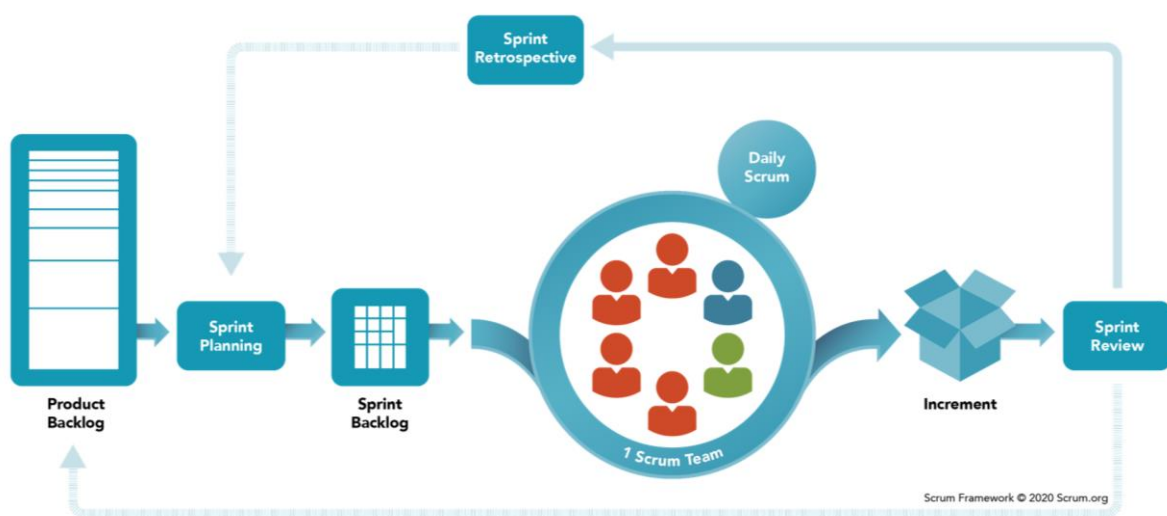 Sprint
Retrospective
Daily
Scrum
Sprint
Planning
Sprint
Review
Product
Backlog
Sprint
Backlog
1 Scrum Team
Increment
Scrum Framework © 2020 Scrum.org